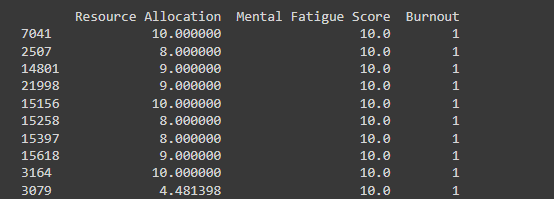 Resource Allocation Mental Fatigue Score Burnout
7041 10.000000 10.0 1
2507 8.000000 10.0 1
14801 9.000000 10.0 1
21998 9.000000 10.0 1
15156 10.000000 10.0 1
15258 8.000000 10.0 1
15397 8.000000 10.0 1
15618 9.000000 10.0 1
3164 10.000000 10.0 1
3079 4.481398 10.0 1